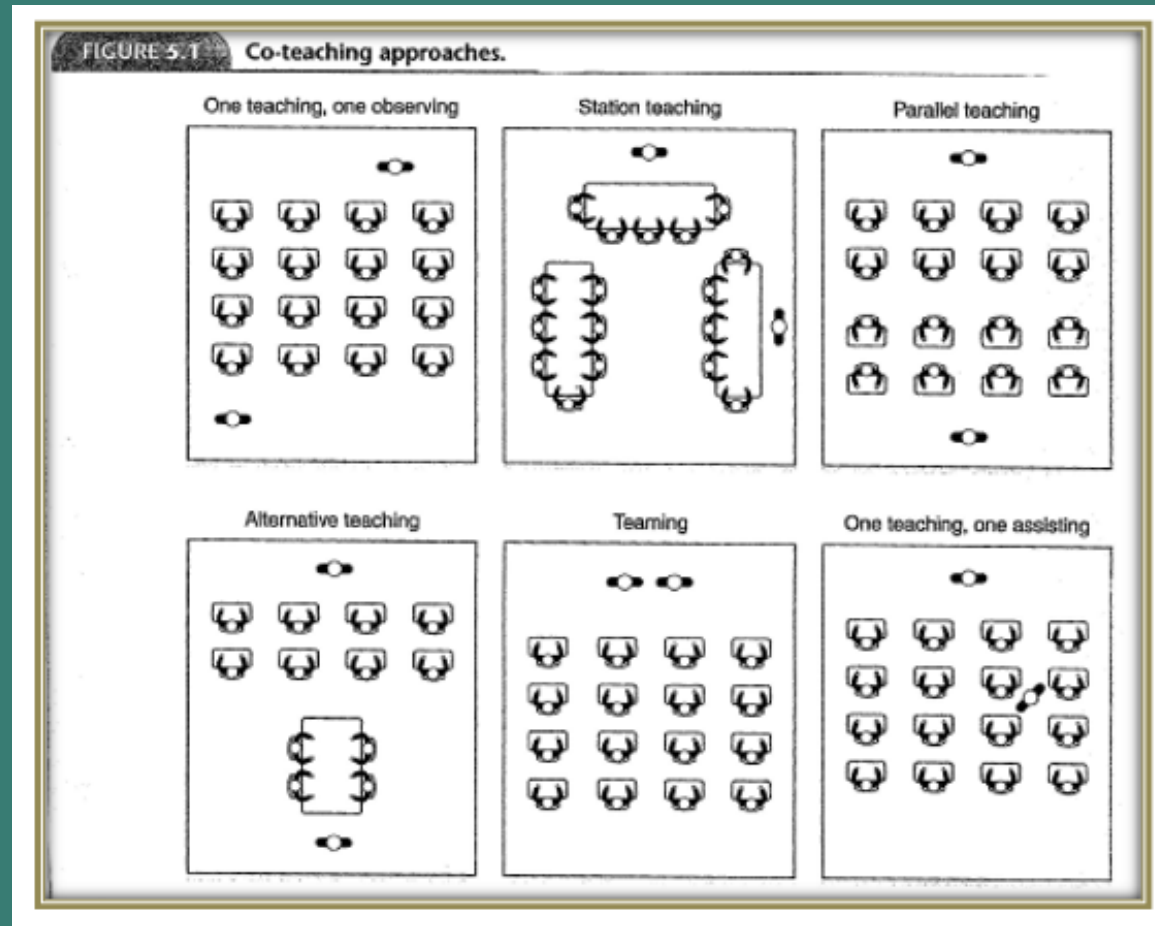 FIGURE 5.1 Co-teaching approaches.
One teaching, one observing
Station teaching
Parallel teaching
Alternative teaching
Teaming
One teaching, one assisting